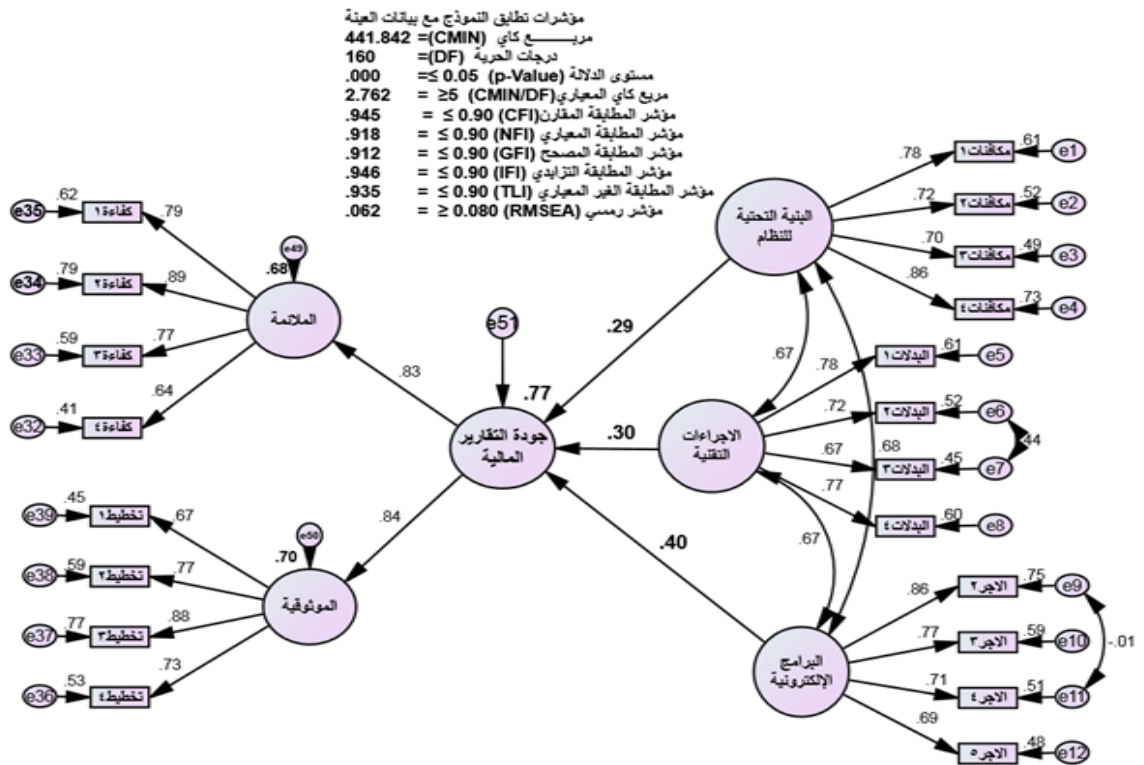 مؤشرات تطابق النموذج مع بيانات العينة
مربـــــــع كاي (CMIN)= 441.842
درجات الحرية (DF)= 160
مستوى الدلالة (p-Value) 0.05 ≥= .000
مربع كاي المعياري(CMIN/DF) 5≤ = 2.762
مؤشر المطابقة المقارن(CFI) 0.90 ≥ = .945
مؤشر المطابقة المعياري (NFI) 0.90 ≥ = .918
مؤشر المطابقة المصحح (GFI) 0.90 ≥ = .912
مؤشر المطابقة التزايدي (IFI) 0.90 ≥ = .946
مؤشر المطابقة الغير المعياري (TLI) 0.90 ≥ = .935
مؤشر رمسي (RMSEA) 0.080 ≤ = .062
البنية التحتية
للنظام
.78
مكافئات١
.61
e1
.72
مكافئات٢
.52
e2
.70
مكافئات٣
.49
e3
.86
مكافئات٤
.73
e4
الاجراءات
التقنية
.78
البدلات١
.61
e5
.72
البدلات٢
.52
e6
.67
البدلات٣
.45
e7
.77
البدلات٤
.60
e8
.44
البرامج
الإلكترونية
.86
الاجر٢
.75
e9
.77
الاجر٣
.59
e10
.71
الاجر٤
.51
e11
.69
الاجر٥
.48
e12
-.01
.67
.68
.67
.29
.30
.40
e51
.77
جودة التقارير
المالية
.83
.84
e49
.68
الملائمة
.79
كفاءة١
.62
e35
.89
كفاءة٢
.79
e34
.77
كفاءة٣
.59
e33
.64
كفاءة٤
.41
e32
e50
.70
الموثوقية
.67
تخطيط١
.45
e39
.77
تخطيط٢
.59
e38
.88
تخطيط٣
.77
e37
.73
تخطيط٤
.53
e36